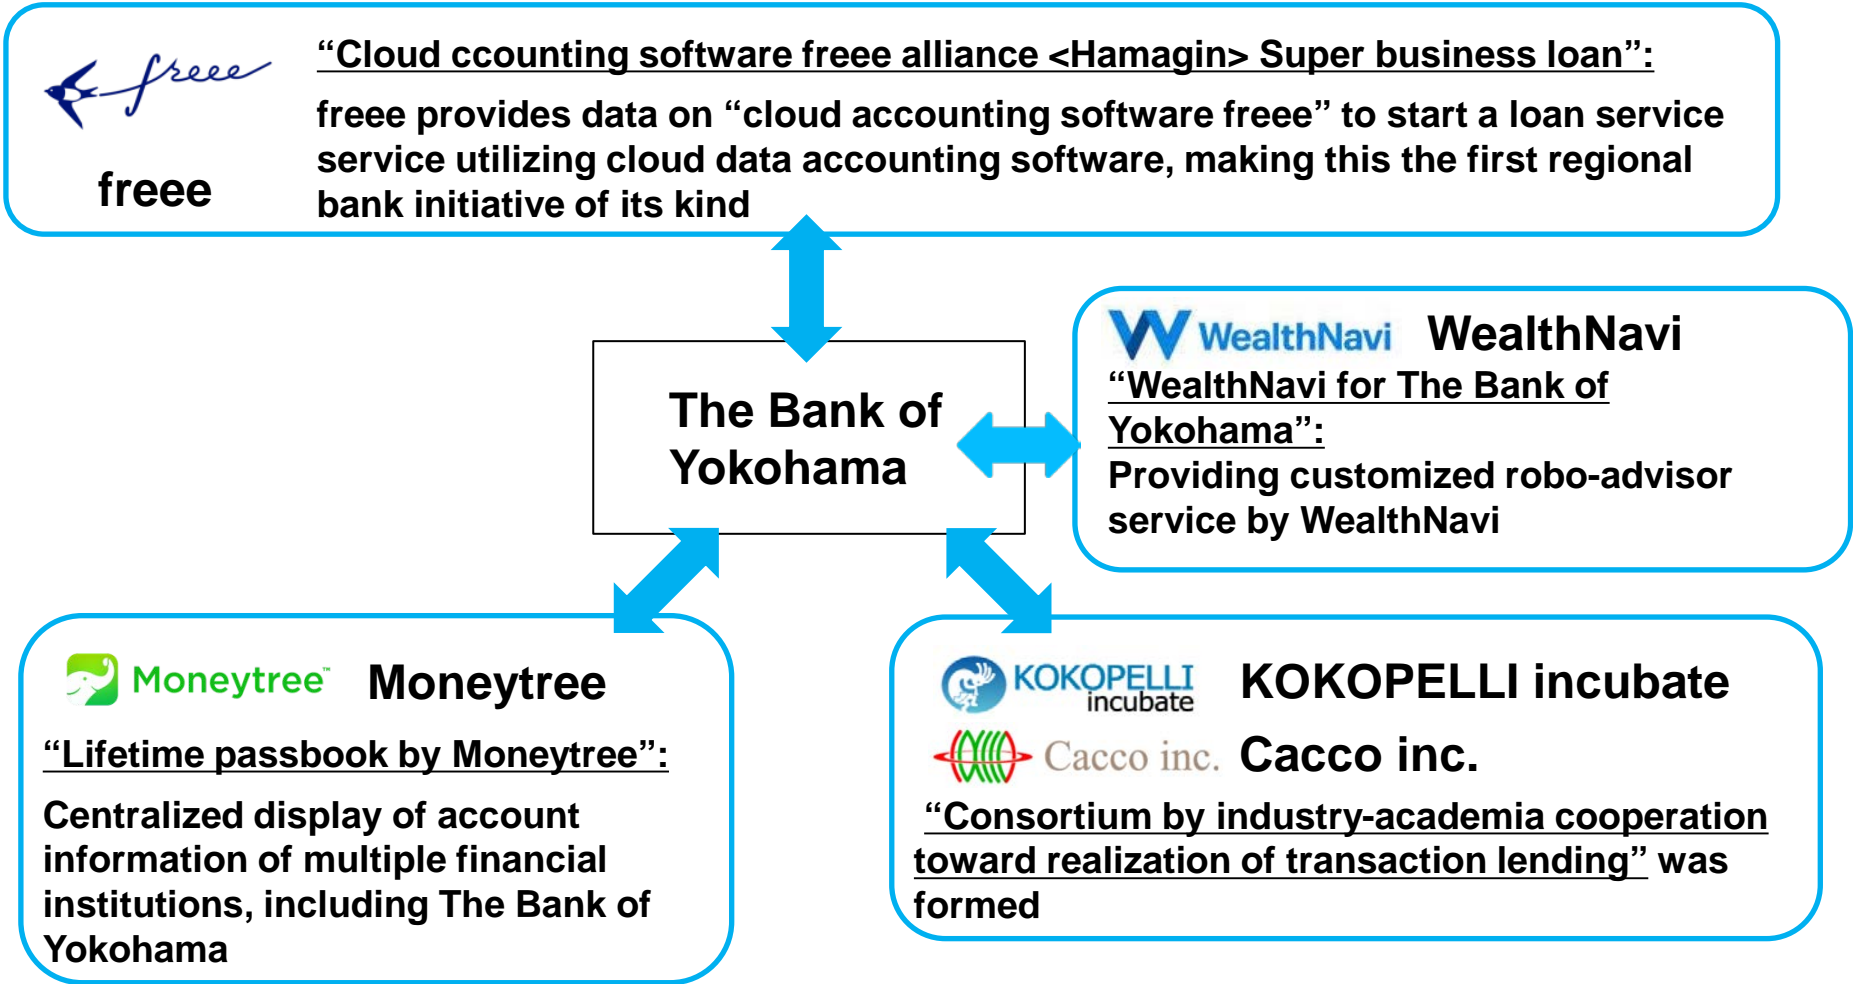 freee
freee
“Cloud ccounting software freee alliance <Hamagin> Super business loan”:
freee provides data on “cloud accounting software freee” to start a loan service
service utilizing cloud data accounting software, making this the first regional
bank initiative of its kind
The Bank of
Yokohama
WealthNavi WealthNavi
“WealthNavi for The Bank of
Yokohama”:
Providing customized robo-advisor
service by WealthNavi
Moneytree™ Moneytree
“Lifetime passbook by Moneytree”:
Centralized display of account
information of multiple financial
institutions, including The Bank of
Yokohama
KOKOPELLI
incubate
KOKOPELLI incubate
Cacco inc. Cacco inc.
“Consortium by industry-academia cooperation
toward realization of transaction lending” was
formed